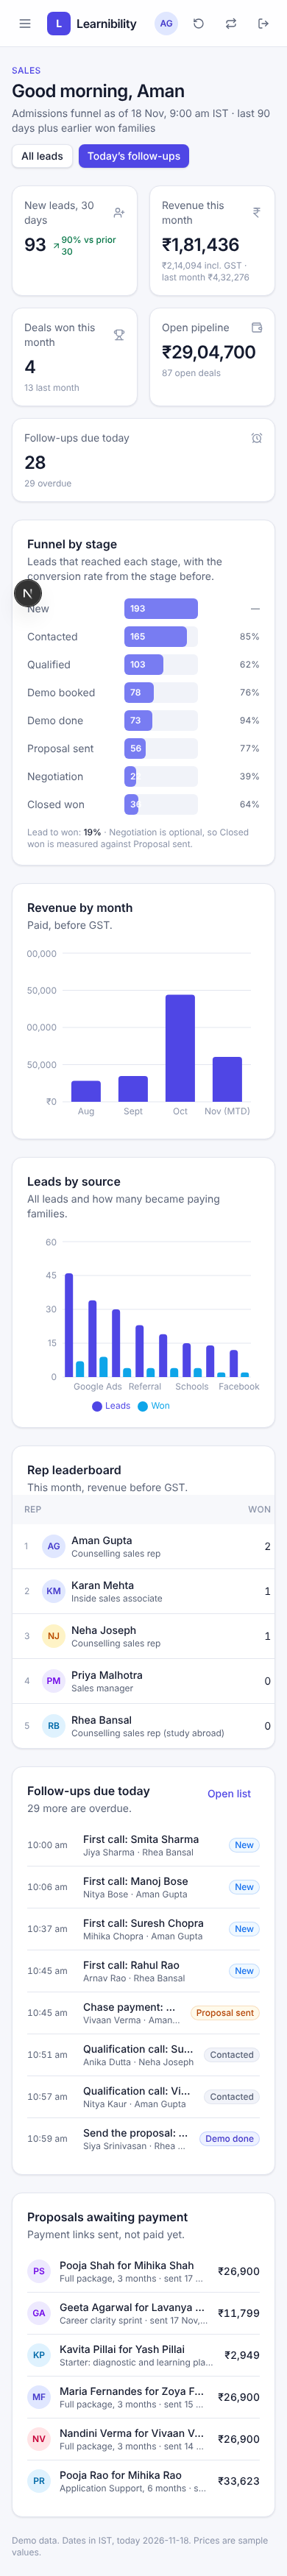 L Learnibility AG
SALES
Good morning, Aman
Admissions funnel as of 18 Nov, 9:00 am IST · last 90
days plus earlier won families
All leads Today's follow-ups
New leads, 30
days
93 90% vs prior
30
Revenue this
month
₹1,81,436
₹2,14,094 incl. GST ·
last month ₹4,32,276
Deals won this
month
4
13 last month
Open pipeline
₹29,04,700
87 open deals
Follow-ups due today
28
29 overdue
Funnel by stage
Leads that reached each stage, with the
conversion rate from the stage before.
N
New 193 —
Contacted 165 85%
Qualified 103 62%
Demo booked 78 76%
Demo done 73 94%
Proposal sent 56 77%
Negotiation 39%
Closed won 64%
Lead to won: 19% · Negotiation is optional, so Closed
won is measured against Proposal sent.
Revenue by month
Paid, before GST.
00,000
50,000
00,000
50,000
₹0
Aug Sept Oct Nov (MTD)
Leads by source
All leads and how many became paying
families.
60
45
30
15
0
Google Ads Referral Schools Facebook
Leads Won
Rep leaderboard
This month, revenue before GST.
REP WON
1 AG Aman Gupta 2
Counselling sales rep
2 KM Karan Mehta 1
Inside sales associate
3 NJ Neha Joseph 1
Counselling sales rep
4 PM Priya Malhotra 0
Sales manager
5 RB Rhea Bansal 0
Counselling sales rep (study abroad)
Follow-ups due today Open list
29 more are overdue.
10:00 am First call: Smita Sharma New
Jiya Sharma · Rhea Bansal
10:06 am First call: Manoj Bose New
Nitya Bose · Aman Gupta
10:37 am First call: Suresh Chopra New
Mihika Chopra · Aman Gupta
10:45 am First call: Rahul Rao New
Arnav Rao · Rhea Bansal
10:45 am Chase payment: ... Proposal sent
Vivaan Verma · Aman...
10:51 am Qualification call: Su... Contacted
Anika Dutta · Neha Joseph
10:57 am Qualification call: Vi... Contacted
Nitya Kaur · Aman Gupta
10:59 am Send the proposal: ... Demo done
Siya Srinivasan · Rhea ...
Proposals awaiting payment
Payment links sent, not paid yet.
PS Pooja Shah for Mihika Shah ₹26,900
Full package, 3 months · sent 17 ...
GA Geeta Agarwal for Lavanya ... ₹11,799
Career clarity sprint · sent 17 Nov,...
KP Kavita Pillai for Yash Pillai ₹2,949
Starter: diagnostic and learning pla...
MF Maria Fernandes for Zoya F... ₹26,900
Full package, 3 months · sent 15 ...
NV Nandini Verma for Vivaan V... ₹26,900
Full package, 3 months · sent 14 ...
PR Pooja Rao for Mihika Rao ₹33,623
Application Support, 6 months · s...
Demo data. Dates in IST, today 2026-11-18. Prices are sample
values.